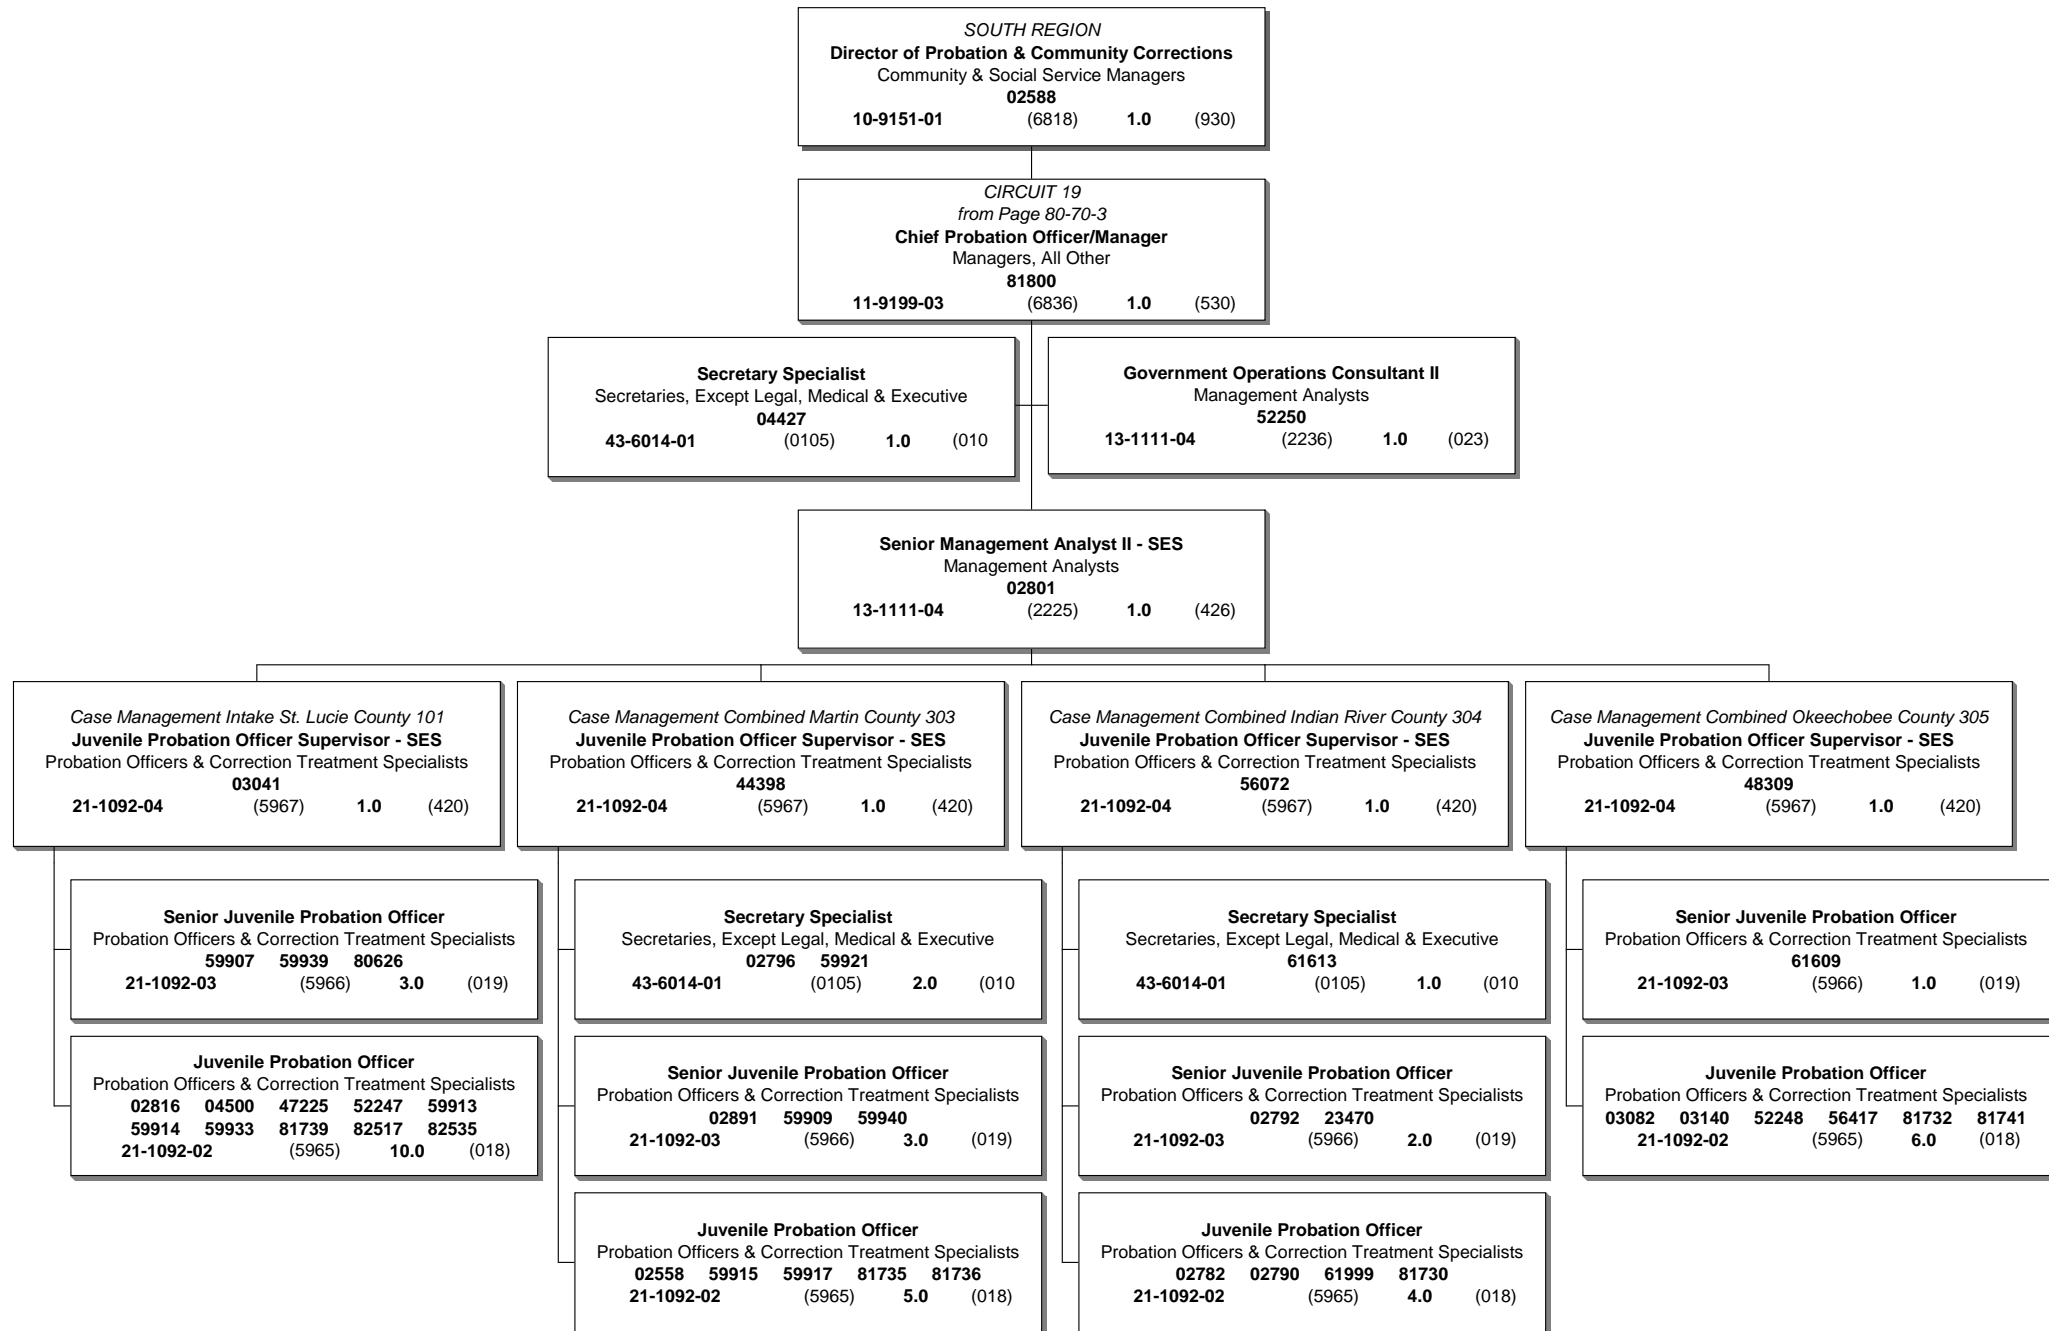 SOUTH REGION
Director of Probation & Community Corrections
Community & Social Service Managers
02588
10-9151-01 (6818) 1.0 (930)
CIRCUIT 19
from Page 80-70-3
Chief Probation Officer/Manager
Managers, All Other
81800
11-9199-03 (6836) 1.0 (530)
Secretary Specialist
Secretaries, Except Legal, Medical & Executive
04427
43-6014-01 (0105) 1.0 (010
Government Operations Consultant II
Management Analysts
52250
13-1111-04 (2236) 1.0 (023)
Senior Management Analyst II - SES
Management Analysts
02801
13-1111-04 (2225) 1.0 (426)
Case Management Intake St. Lucie County 101
Juvenile Probation Officer Supervisor - SES
Probation Officers & Correction Treatment Specialists
03041
21-1092-04 (5967) 1.0 (420)
Senior Juvenile Probation Officer
Probation Officers & Correction Treatment Specialists
59907 59939 80626
21-1092-03 (5966) 3.0 (019)
Juvenile Probation Officer
Probation Officers & Correction Treatment Specialists
02816 04500 47225 52247 59913
59914 59933 81739 82517 82535
21-1092-02 (5965) 10.0 (018)
Case Management Combined Martin County 303
Juvenile Probation Officer Supervisor - SES
Probation Officers & Correction Treatment Specialists
44398
21-1092-04 (5967) 1.0 (420)
Secretary Specialist
Secretaries, Except Legal, Medical & Executive
02796 59921
43-6014-01 (0105) 2.0 (010
Senior Juvenile Probation Officer
Probation Officers & Correction Treatment Specialists
02891 59909 59940
21-1092-03 (5966) 3.0 (019)
Juvenile Probation Officer
Probation Officers & Correction Treatment Specialists
02558 59915 59917 81735 81736
21-1092-02 (5965) 5.0 (018)
Case Management Combined Indian River County 304
Juvenile Probation Officer Supervisor - SES
Probation Officers & Correction Treatment Specialists
56072
21-1092-04 (5967) 1.0 (420)
Secretary Specialist
Secretaries, Except Legal, Medical & Executive
61613
43-6014-01 (0105) 1.0 (010
Senior Juvenile Probation Officer
Probation Officers & Correction Treatment Specialists
02792 23470
21-1092-03 (5966) 2.0 (019)
Juvenile Probation Officer
Probation Officers & Correction Treatment Specialists
02782 02790 61999 81730
21-1092-02 (5965) 4.0 (018)
Case Management Combined Okeechobee County 305
Juvenile Probation Officer Supervisor - SES
Probation Officers & Correction Treatment Specialists
48309
21-1092-04 (5967) 1.0 (420)
Senior Juvenile Probation Officer
Probation Officers & Correction Treatment Specialists
61609
21-1092-03 (5966) 1.0 (019)
Juvenile Probation Officer
Probation Officers & Correction Treatment Specialists
03082 03140 52248 56417 81732 81741
21-1092-02 (5965) 6.0 (018)